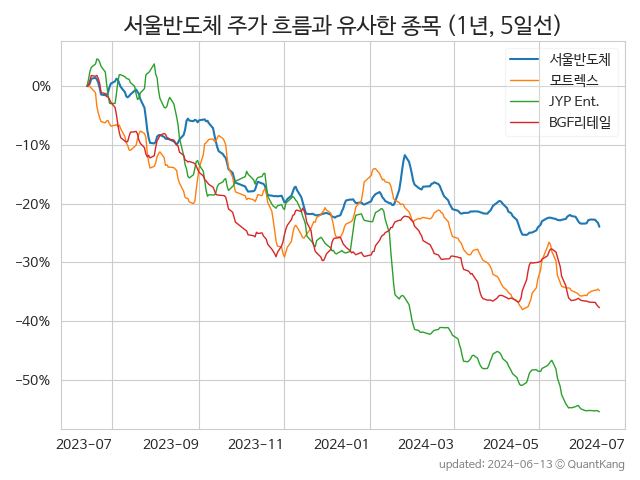 서울반도체 주가 흐름과 유사한 종목 (1년, 5일선)
서울반도체
모트렉스
JYP Ent.
BGF리테일
0%
−10%
−20%
−30%
−40%
−50%
2023-07 2023-09 2023-11 2024-01 2024-03 2024-05 2024-07
updated: 2024-06-13 © QuantKang